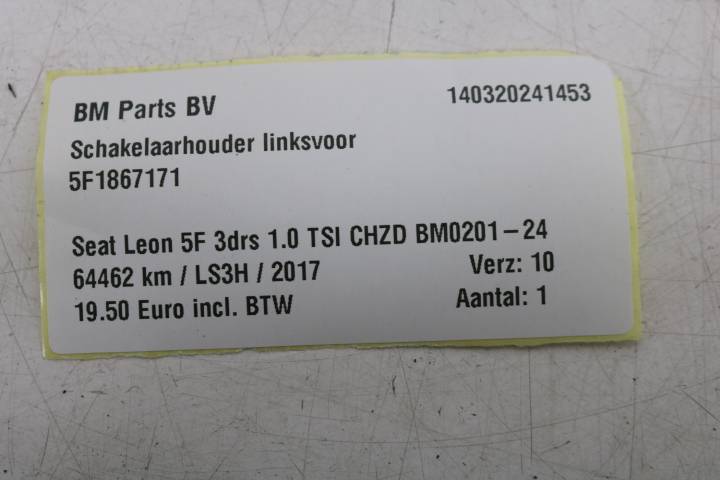 BM Parts BV 140320241453
Schakelaarhouder linksvoor
5F1867171
Seat Leon 5F 3drs 1.0 TSI CHZD BM0201-24
64462 km / LS3H / 2017 Verz: 10
19.50 Euro incl. BTW Aantal: 1